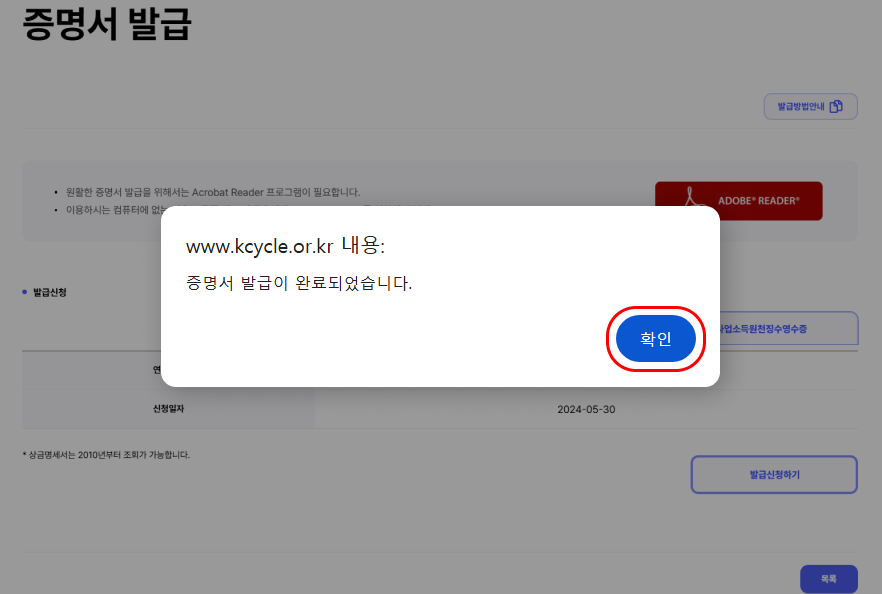 증명서 발급
발급방법안내
원활한 증명서 발급을 위해서는 Acrobat Reader 프로그램이 필요합니다.
ADOBE® READER®
이용하시는 컴퓨터에 없는
www.kcycle.or.kr 내용:
증명서 발급이 완료되었습니다.
확인
발급신청
사업소득원천징수영수증
연
신청일자
2024-05-30
* 상금명세서는 2010년부터 조회가 가능합니다.
발급신청하기
목록